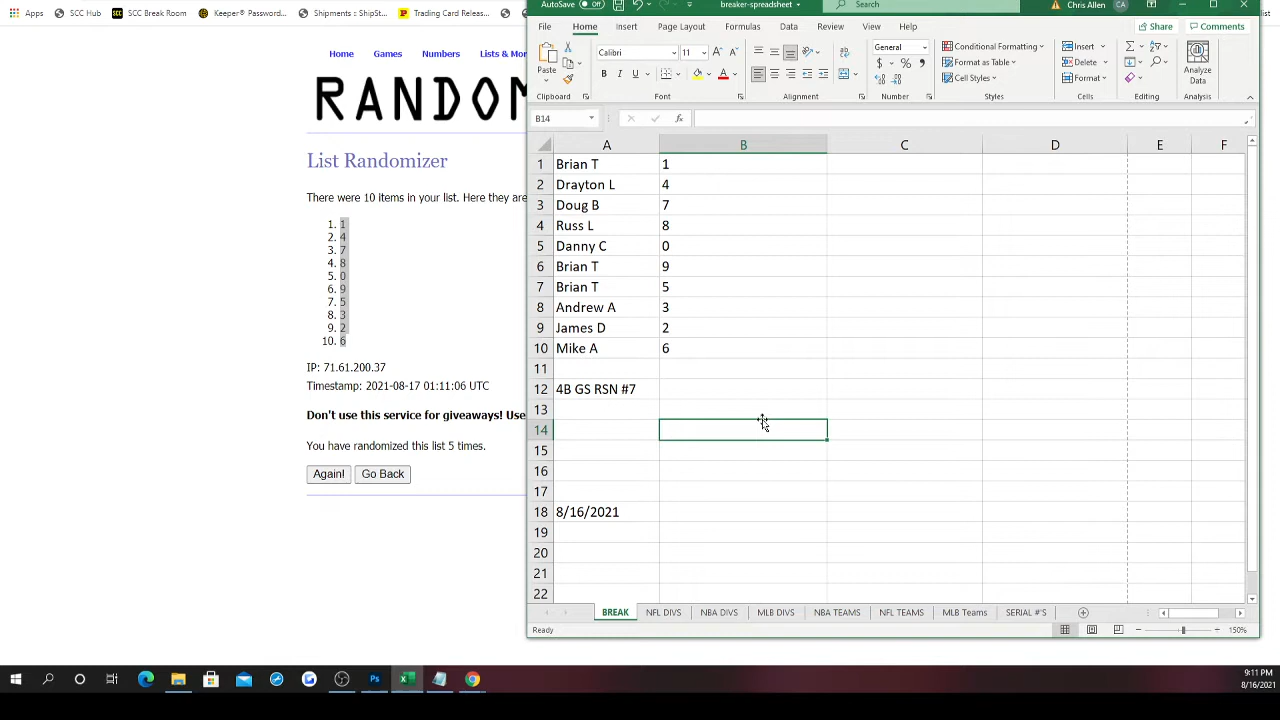 Apps SCC Hub SCC Break Room Keeper® Password... Shipments :: ShipSt... Trading Card Releas...
Home Games Numbers Lists & Mor
RANDOM
List Randomizer
There were 10 items in your list. Here they are
1. 1
2. 4
3. 7
4. 8
5. 0
6. 9
7. 5
8. 3
9. 2
10. 6
IP: 71.61.200.37
Timestamp: 2021-08-17 01:11:06 UTC
Don't use this service for giveaways! Use
You have randomized this list 5 times.
Again! Go Back
AutoSave Off breaker-spreadsheet Search Chris Allen CA
File Home Insert Page Layout Formulas Data Review View Help Share Comments
Paste Calibri 11 General Conditional Formatting Insert Analyze Data
Format as Table Delete
Cell Styles Format
Clipboard Font Alignment Number Styles Cells Editing Analysis
B14 fx
A B C D E F
1 Brian T 1
2 Drayton L 4
3 Doug B 7
4 Russ L 8
5 Danny C 0
6 Brian T 9
7 Brian T 5
8 Andrew A 3
9 James D 2
10 Mike A 6
11
12 4B GS RSN #7
13
14
15
16
17
18 8/16/2021
19
20
21
22
BREAK NFL DIVS NBA DIVS MLB DIVS NBA TEAMS NFL TEAMS MLB Teams SERIAL #'S
Ready 150%
9:11 PM
8/16/2021